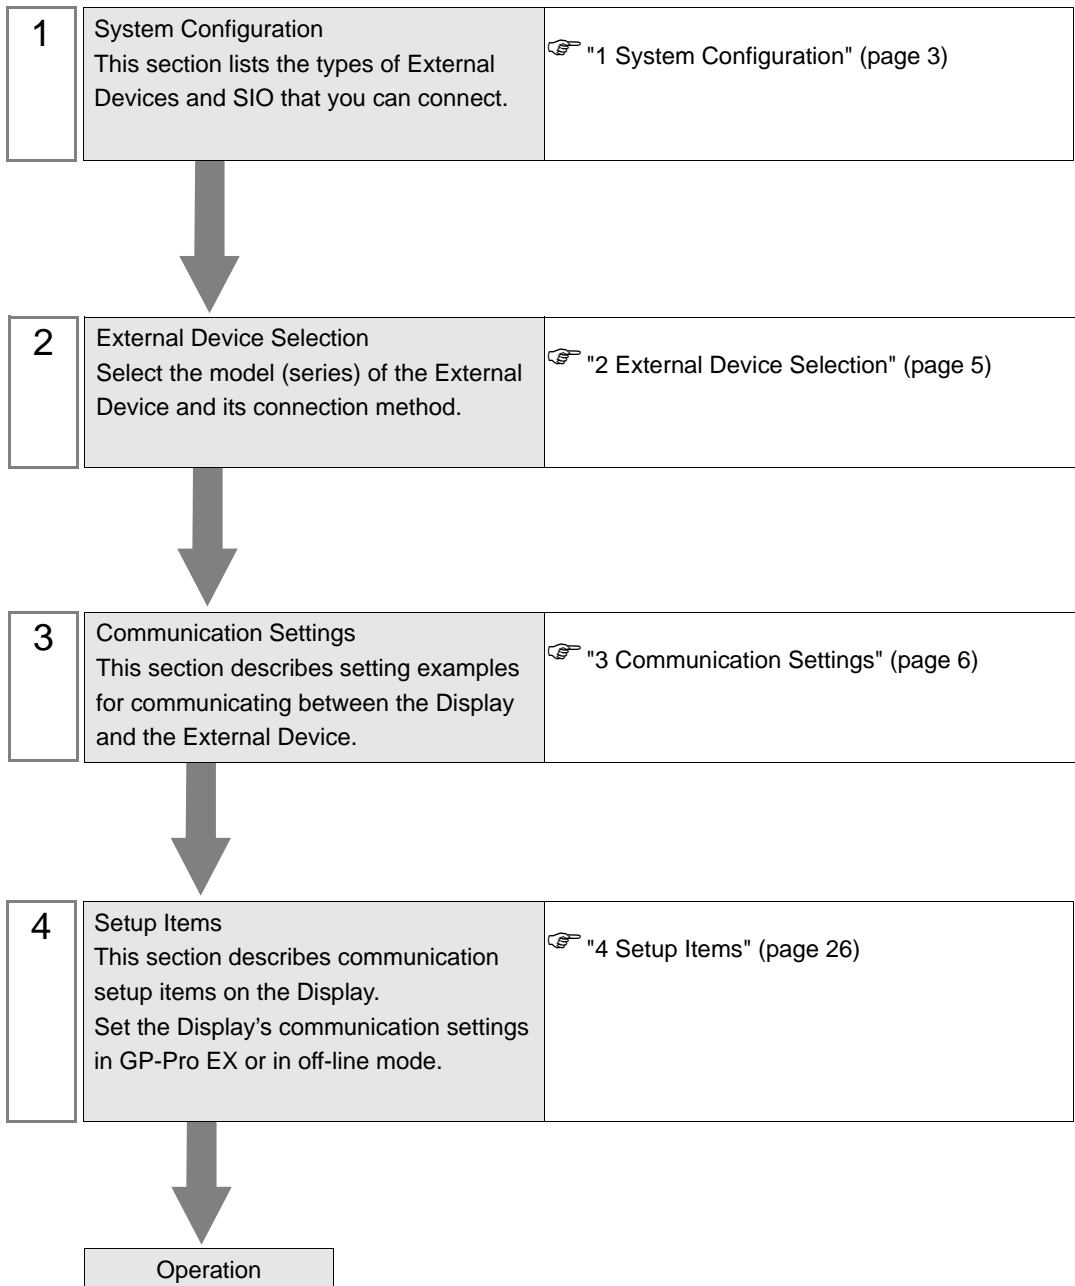 1
System Configuration
This section lists the types of External
Devices and SIO that you can connect.
"1 System Configuration" (page 3)
2
External Device Selection
Select the model (series) of the External
Device and its connection method.
"2 External Device Selection" (page 5)
3
Communication Settings
This section describes setting examples
for communicating between the Display
and the External Device.
"3 Communication Settings" (page 6)
4
Setup Items
This section describes communication
setup items on the Display.
Set the Display’s communication settings
in GP-Pro EX or in off-line mode.
"4 Setup Items" (page 26)
Operation